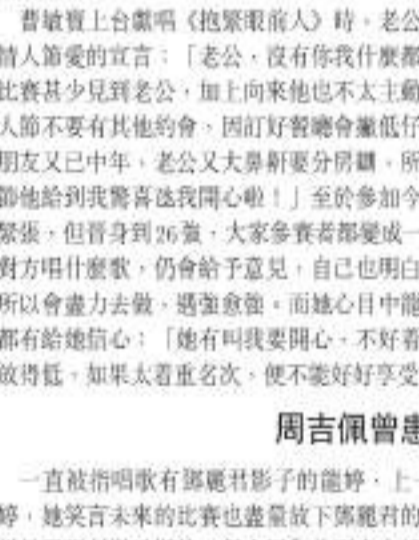 曹敏寶上台獻唱《抱緊眼前人》時，老公
情人節愛的宣言：「老公，沒有你我什麼都
比賽甚少見到老公，加上向來他也不太主動
人節不要有其他約會，因訂好餐廳會撇低仔
朋友又已中年，老公又大鼻鼾要分房瞓，所
節他給到我驚喜氹我開心啦！」至於參加今
緊張，但晉身到26強，大家參賽者都變成一
對方唱什麼歌，仍會給予意見，自己也明白
所以會盡力去做，遇強愈強。而她心目中龍
都有給她信心：「她有叫我要開心，不好着
放得低，如果太着重名次，便不能好好享受
周吉佩曾患
一直被指唱歌有鄧麗君影子的龍婷，上
婷，她笑言未來的比賽也盡量放下鄧麗君的